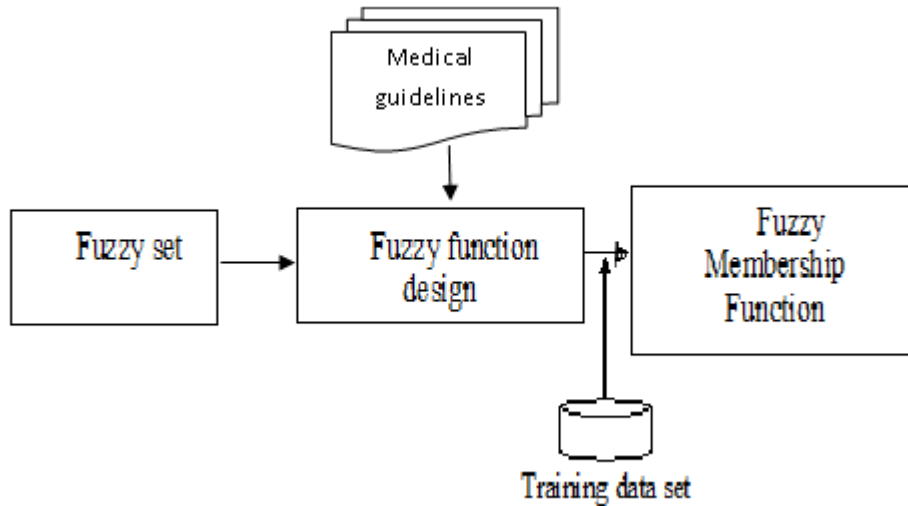 Medical
guidelines
Fuzzy set
Fuzzy function
design
Fuzzy
Membership
Function
Training data set